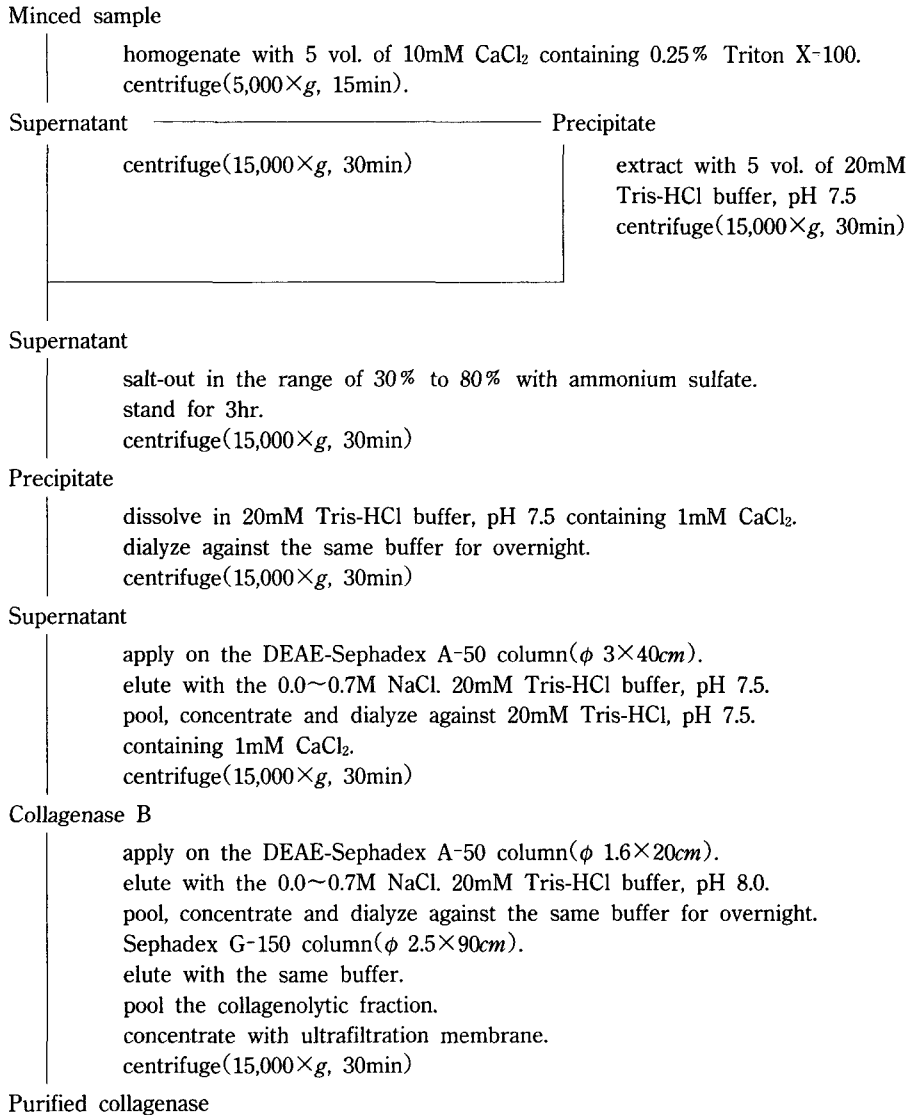 Minced sample
homogenate with 5 vol. of 10mM CaCl₂ containing 0.25% Triton X-100.
centrifuge(5,000×g, 15min).
Supernatant Precipitate
centrifuge(15,000×g, 30min)
extract with 5 vol. of 20mM
Tris-HCl buffer, pH 7.5
centrifuge(15,000×g, 30min)
Supernatant
salt-out in the range of 30% to 80% with ammonium sulfate.
stand for 3hr.
centrifuge(15,000×g, 30min)
Precipitate
dissolve in 20mM Tris-HCl buffer, pH 7.5 containing 1mM CaCl₂.
dialyze against the same buffer for overnight.
centrifuge(15,000×g, 30min)
Supernatant
apply on the DEAE-Sephadex A-50 column(ϕ 3×40cm).
elute with the 0.0~0.7M NaCl. 20mM Tris-HCl buffer, pH 7.5.
pool, concentrate and dialyze against 20mM Tris-HCl, pH 7.5.
containing 1mM CaCl₂.
centrifuge(15,000×g, 30min)
Collagenase B
apply on the DEAE-Sephadex A-50 column(ϕ 1.6×20cm).
elute with the 0.0~0.7M NaCl. 20mM Tris-HCl buffer, pH 8.0.
pool, concentrate and dialyze against the same buffer for overnight.
Sephadex G-150 column(ϕ 2.5×90cm).
elute with the same buffer.
pool the collagenolytic fraction.
concentrate with ultrafiltration membrane.
centrifuge(15,000×g, 30min)
Purified collagenase